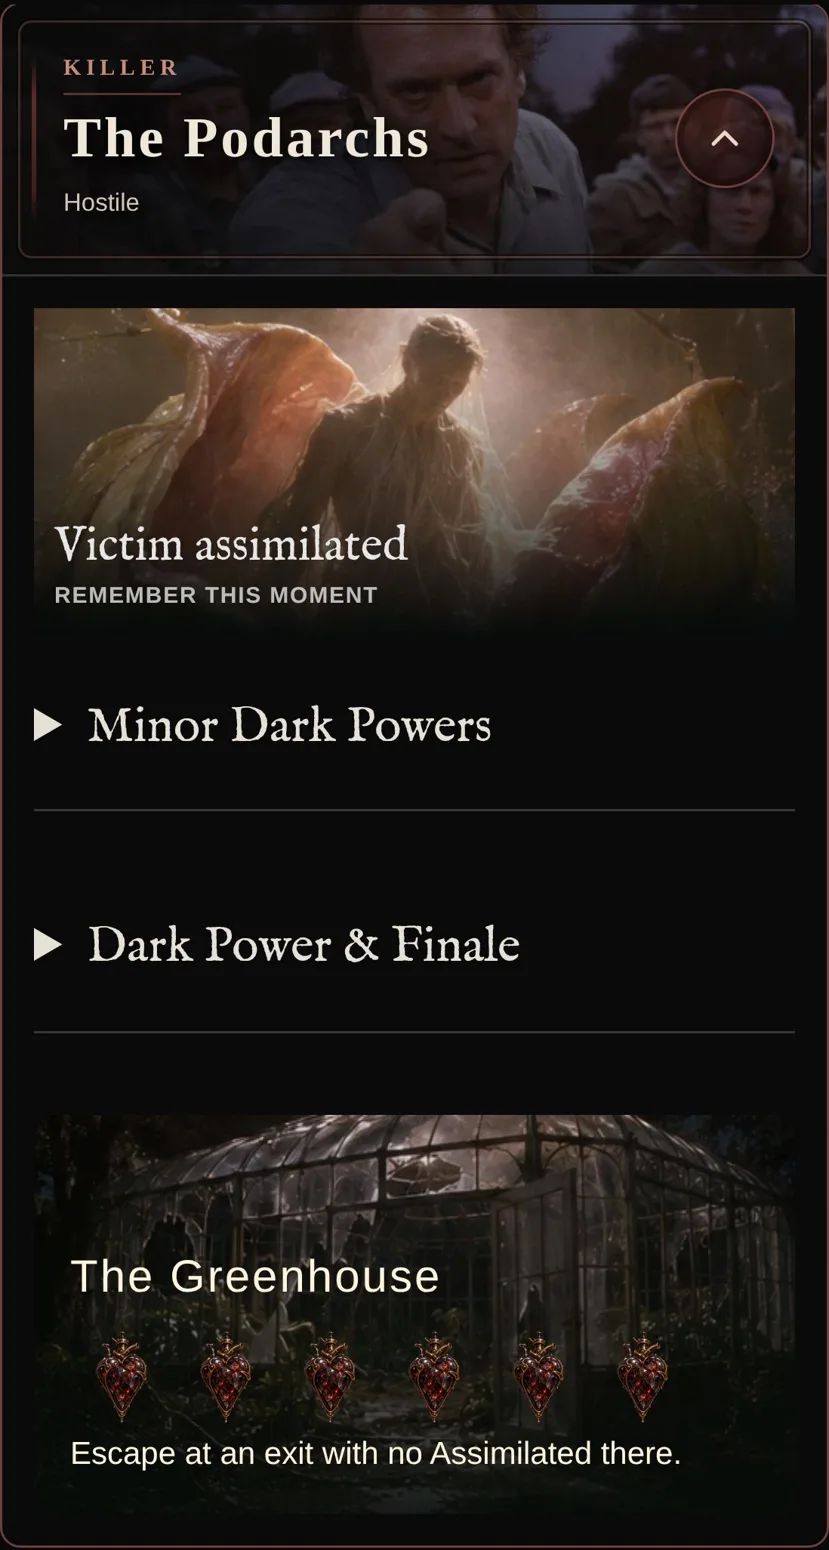 KILLER
The Podarchs
Hostile
Victim assimilated
REMEMBER THIS MOMENT
Minor Dark Powers
Dark Power & Finale
The Greenhouse
Escape at an exit with no Assimilated there.